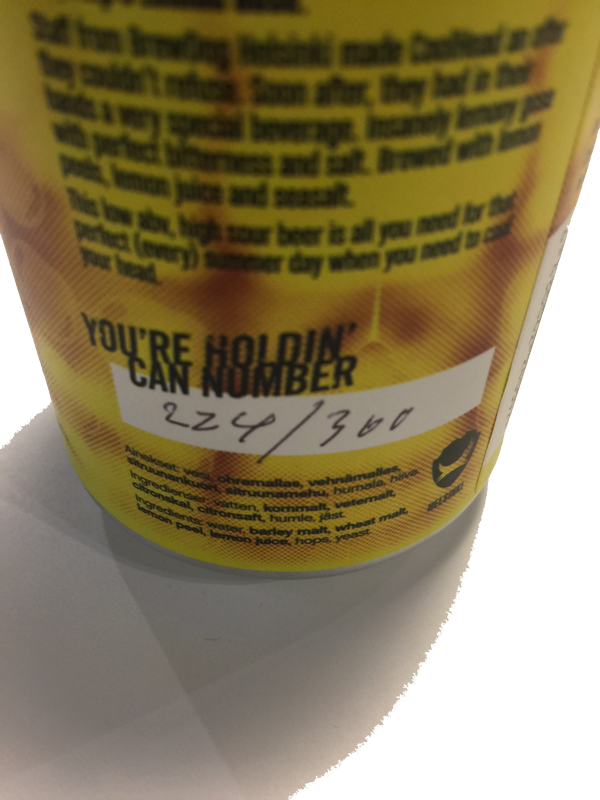 Staff from BrewDog Helsinki made CoolHead an offer
they couldn't refuse. Soon after, they had in their
hands a very special beverage. Insanely lemony gose
with perfect bitterness and salt. Brewed with lemon
peels, lemon juice and seasalt.
This low abv, high sour beer is all you need for that
perfect (every) summer day when you need to cool
your head.
YOU'RE HOLDIN'
CAN NUMBER
224/300
Ainekset: vesi, ohramallas, vehnämallas,
sitruunankuori, sitruunamehu, humala, hiiva.
Ingredienser: vatten, kornmalt, vetemalt,
citronskal, citronsaft, humle, jäst.
Ingredients: water, barley malt, wheat malt,
lemon peel, lemon juice, hops, yeast